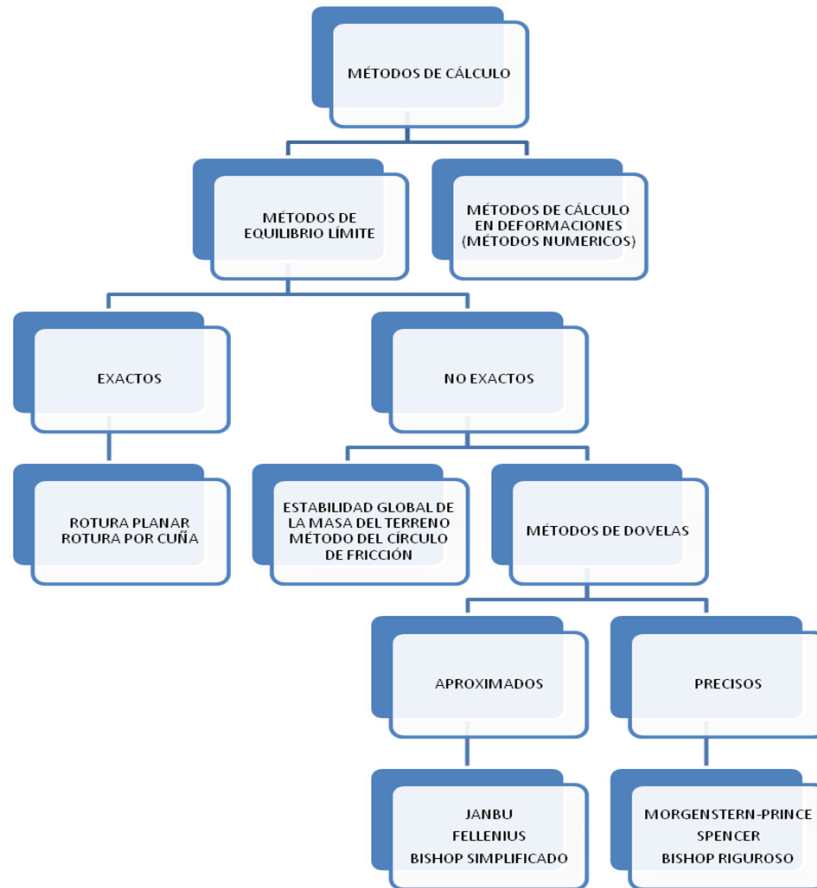 MÉTODOS DE CÁLCULO
MÉTODOS DE
EQUILIBRIO LÍMITE
MÉTODOS DE CÁLCULO
EN DEFORMACIONES
(MÉTODOS NUMERICOS)
EXACTOS
NO EXACTOS
ROTURA PLANAR
ROTURA POR CUÑA
ESTABILIDAD GLOBAL DE
LA MASA DEL TERRENO
MÉTODO DEL CÍRCULO
DE FRICCIÓN
MÉTODOS DE DOVELAS
APROXIMADOS
PRECISOS
JANBU
FELLENIUS
BISHOP SIMPLIFICADO
MORGENSTERN-PRINCE
SPENCER
BISHOP RIGUROSO